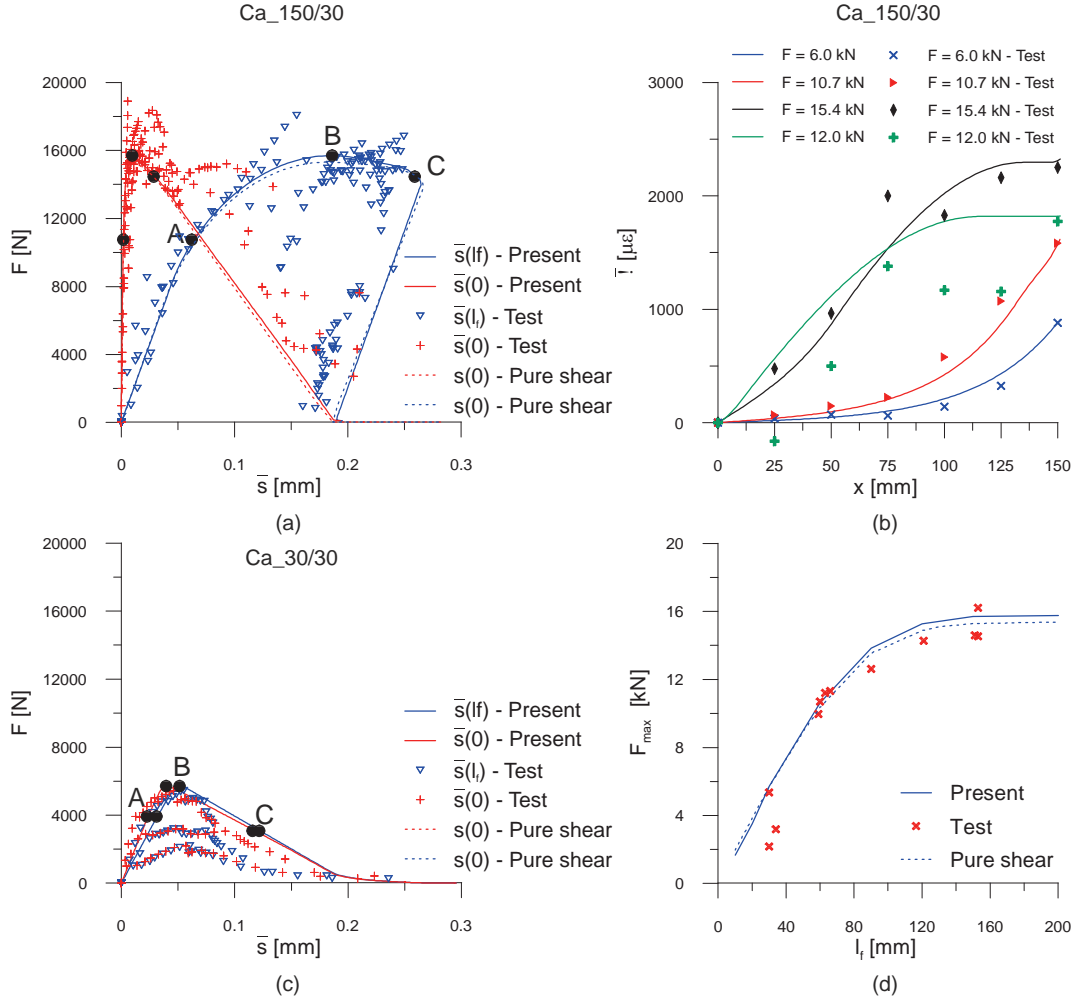 Ca_150/30
20000
16000
12000
8000
4000
0
F [N]
A
B
C
s̅(lf) - Present
s̅(0) - Present
s̅(l_f) - Test
s̅(0) - Test
s(0) - Pure shear
s(0) - Pure shear
0 0.1 0.2 0.3
s̅ [mm]
(a)
Ca_150/30
F = 6.0 kN
F = 10.7 kN
F = 15.4 kN
F = 12.0 kN
F = 6.0 kN - Test
F = 10.7 kN - Test
F = 15.4 kN - Test
F = 12.0 kN - Test
3000
2000
1000
0
! [με]
0 25 50 75 100 125 150
x [mm]
(b)
Ca_30/30
20000
16000
12000
8000
4000
0
F [N]
A
B
C
s̅(lf) - Present
s̅(0) - Present
s̅(l_f) - Test
s̅(0) - Test
s(0) - Pure shear
s(0) - Pure shear
0 0.1 0.2 0.3
s̅ [mm]
(c)
20
16
12
8
4
0
F_max [kN]
Present
Test
Pure shear
0 40 80 120 160 200
l_f [mm]
(d)